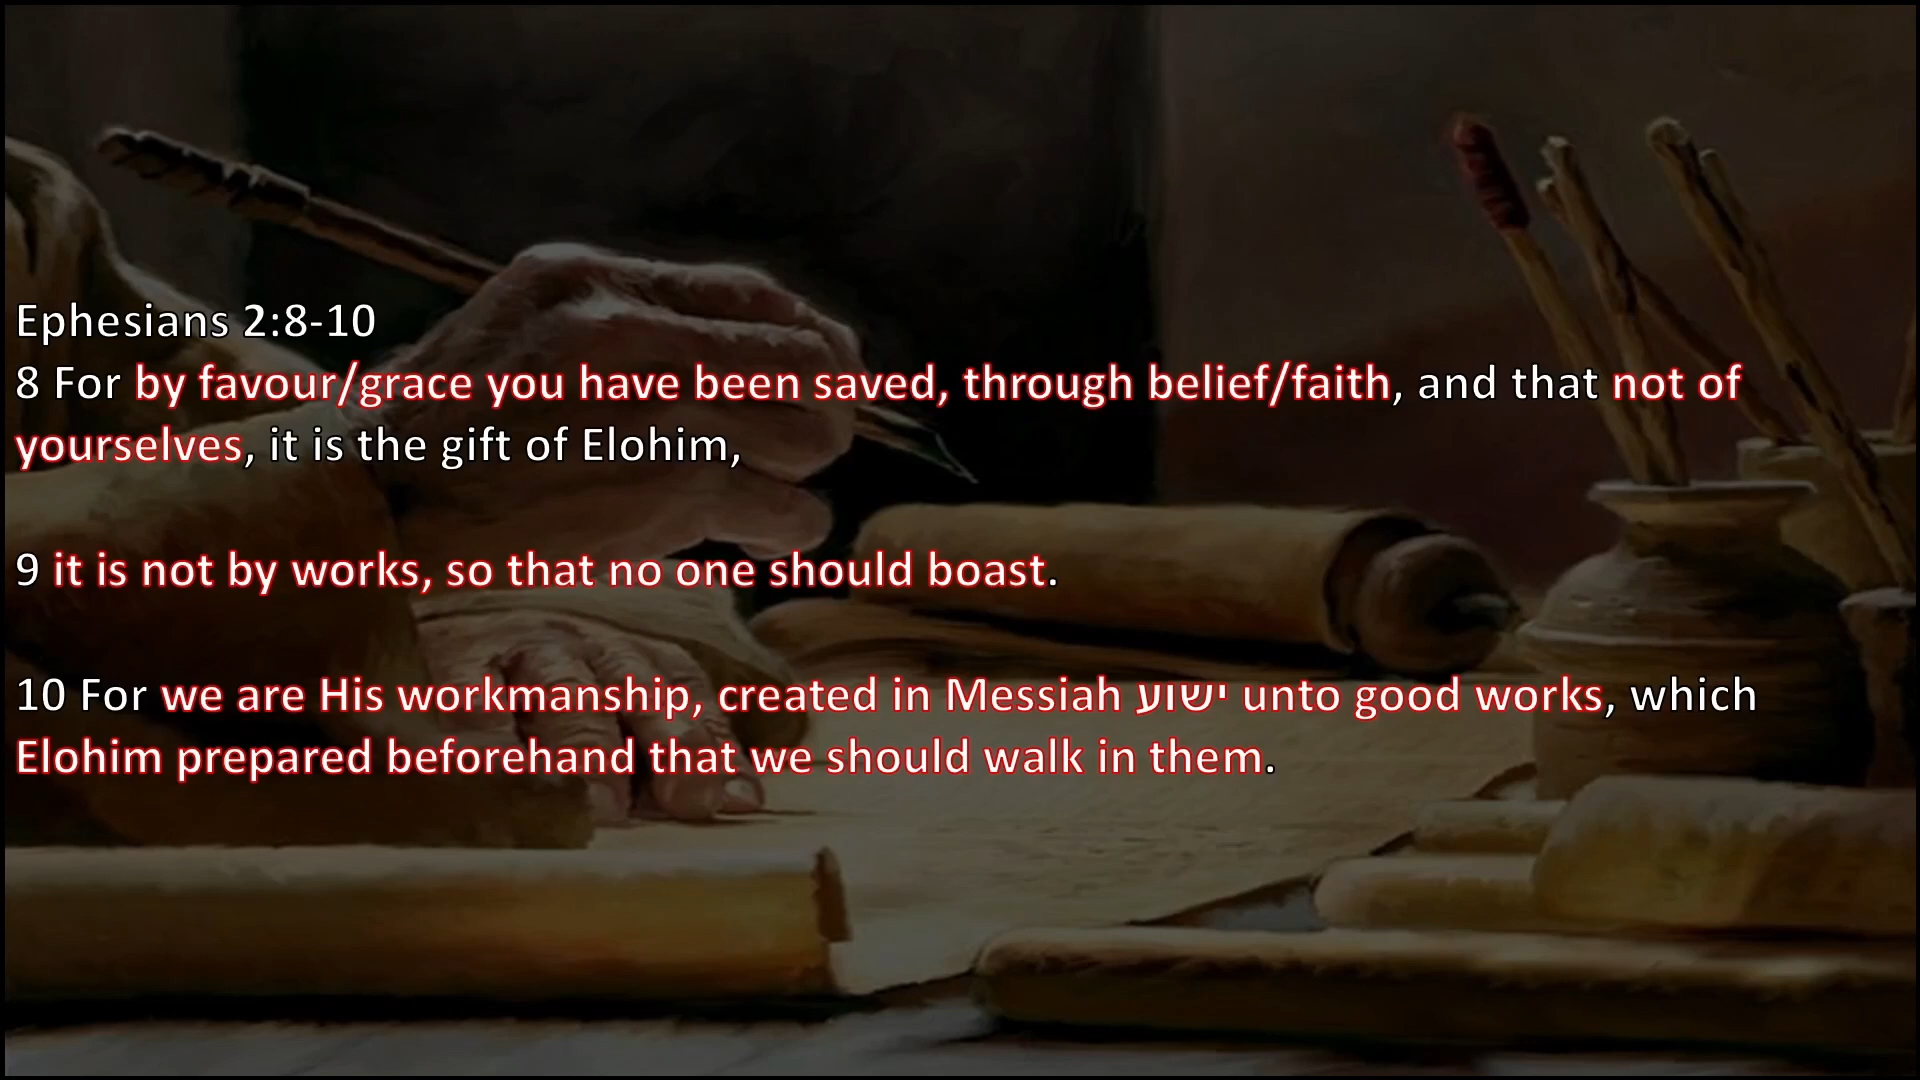 Ephesians 2:8-10
8 For by favour/grace you have been saved, through belief/faith, and that not of
yourselves, it is the gift of Elohim,
9 it is not by works, so that no one should boast.
10 For we are His workmanship, created in Messiah ישוע unto good works, which
Elohim prepared beforehand that we should walk in them.